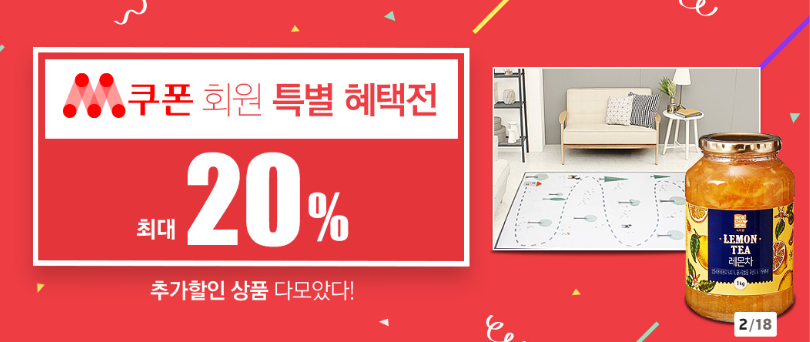 M쿠폰 회원 특별 혜택전
최대 20%
추가할인 상품 다모았다!
LEMON
TEA
레몬차
1kg
2/18